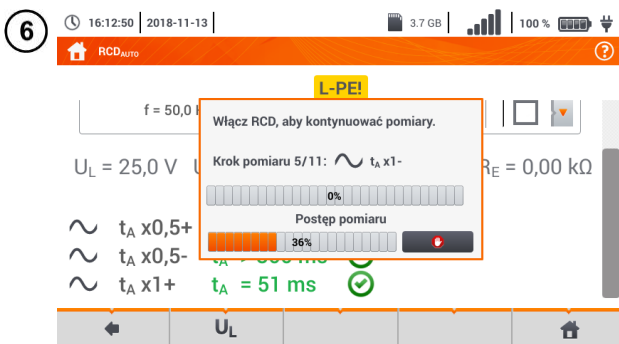 6
16:12:50 2018-11-13 3.7 GB 100 %
RCDAUTO ?
L-PE!
f = 50,0
Włącz RCD, aby kontynuować pomiary.
Krok pomiaru 5/11: tA x1-
UL = 25,0 V RE = 0,00 kΩ
0%
Postęp pomiaru
36%
tA x0,5+
tA x0,5-
tA x1+ tA = 51 ms
UL